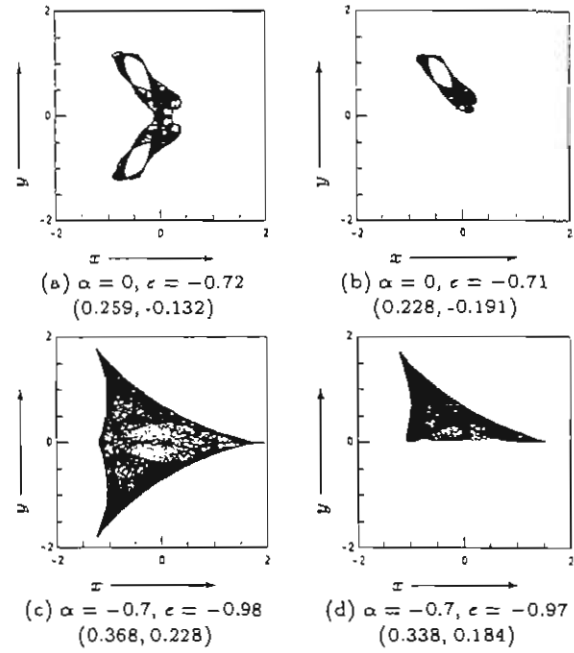 2
0
-2
y
-2
0
2
x
(a) α = 0, ϵ = −0.72
(0.259, -0.132)
2
0
-2
y
-2
0
2
x
(b) α = 0, ϵ = −0.71
(0.228, -0.191)
2
0
-2
y
-2
0
2
x
(c) α = −0.7, ϵ = −0.98
(0.368, 0.228)
2
0
-2
y
-2
0
2
x
(d) α = −0.7, ϵ = −0.97
(0.338, 0.184)